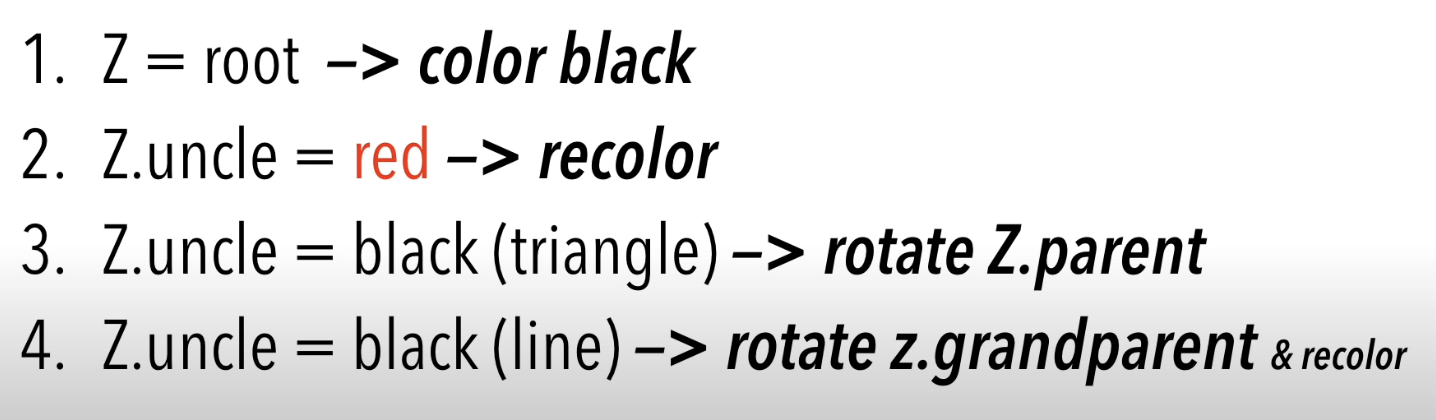 1. Z = root –> color black
2. Z.uncle = red –> recolor
3. Z.uncle = black (triangle) –> rotate Z.parent
4. Z.uncle = black (line) –> rotate z.grandparent & recolor